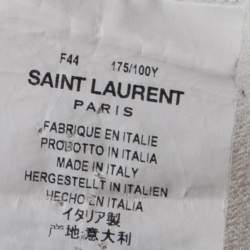 F44 175/100Y
SAINT LAURENT
PARIS
FABRIQUE EN ITALIE
PRODOTTO IN ITALIA
MADE IN ITALY
HERGESTELLT IN ITALIEN
HECHO EN ITALIA
イタリア製
产地:意大利